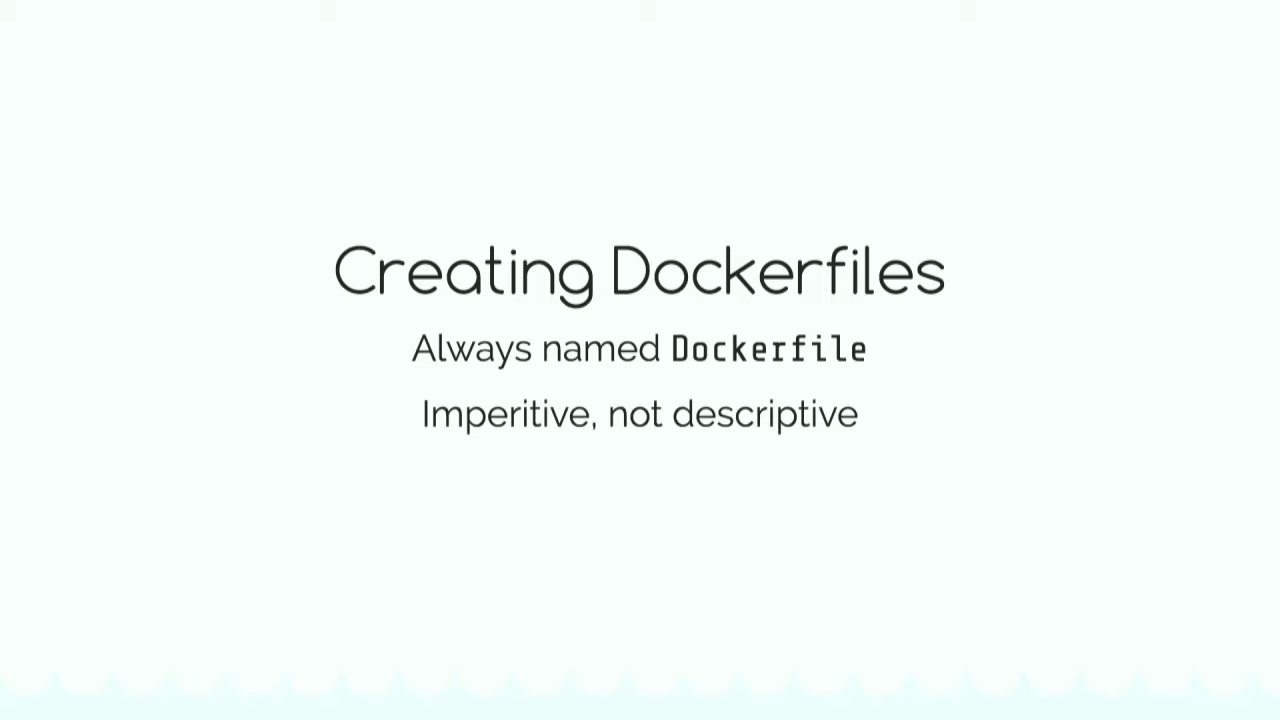 Creating Dockerfiles
Always named Dockerfile
Imperitive, not descriptive